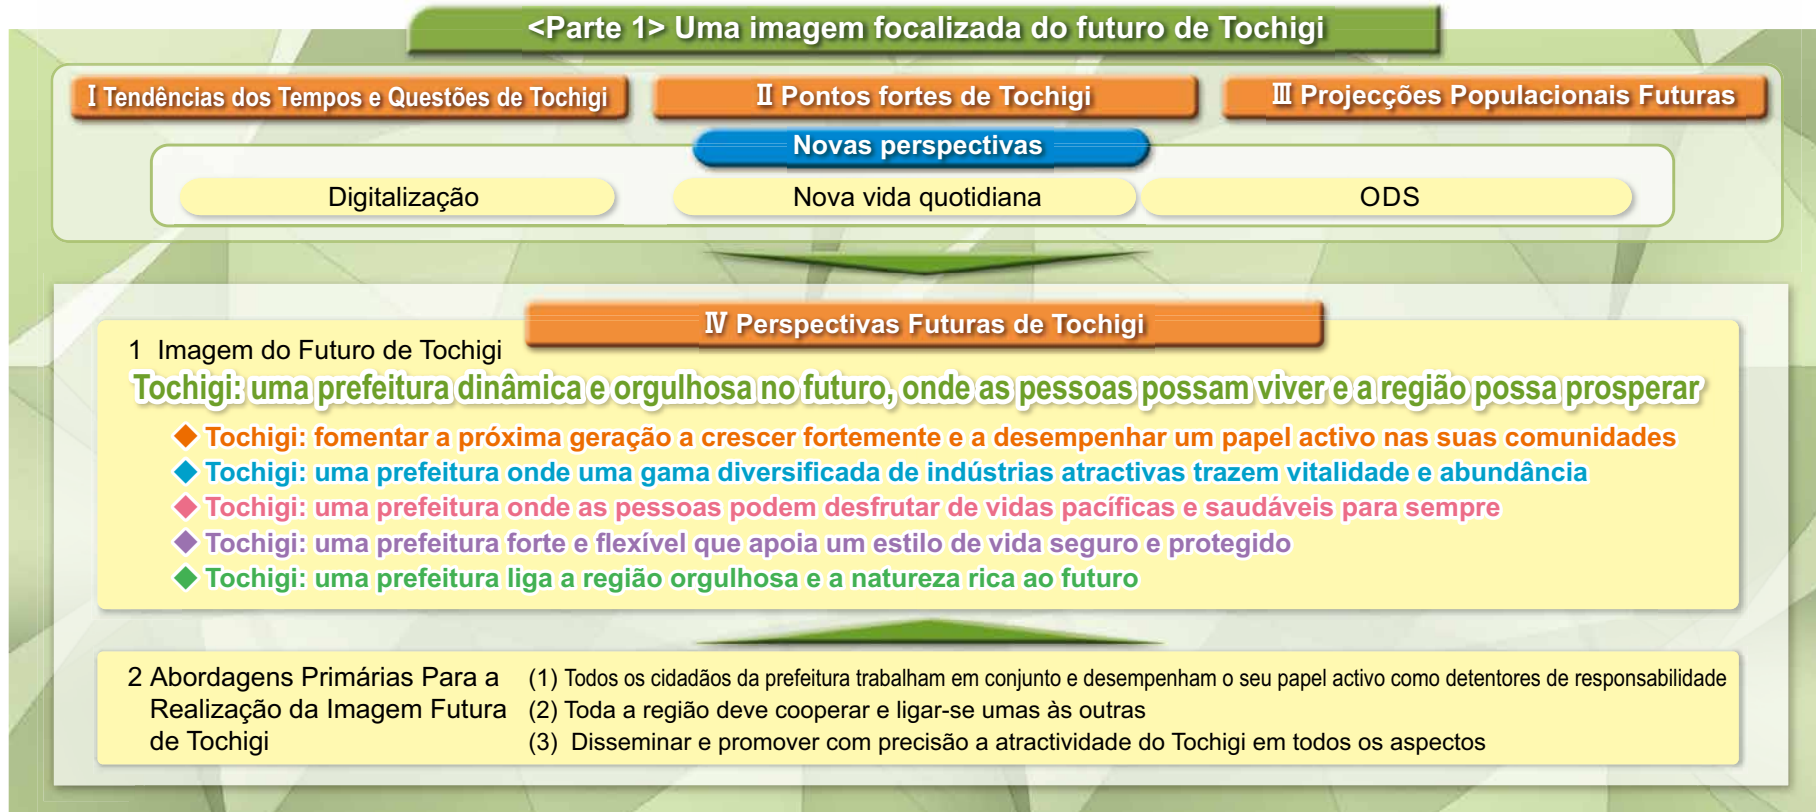 <Parte 1> Uma imagem focalizada do futuro de Tochigi
Ⅰ Tendências dos Tempos e Questões de Tochigi
Ⅱ Pontos fortes de Tochigi
Ⅲ Projecções Populacionais Futuras
Novas perspectivas
Digitalização
Nova vida quotidiana
ODS
Ⅳ Perspectivas Futuras de Tochigi
1 Imagem do Futuro de Tochigi
Tochigi: uma prefeitura dinâmica e orgulhosa no futuro, onde as pessoas possam viver e a região possa prosperar
◆ Tochigi: fomentar a próxima geração a crescer fortemente e a desempenhar um papel activo nas suas comunidades
◆ Tochigi: uma prefeitura onde uma gama diversificada de indústrias atractivas trazem vitalidade e abundância
◆ Tochigi: uma prefeitura onde as pessoas podem desfrutar de vidas pacíficas e saudáveis para sempre
◆ Tochigi: uma prefeitura forte e flexível que apoia um estilo de vida seguro e protegido
◆ Tochigi: uma prefeitura liga a região orgulhosa e a natureza rica ao futuro
2 Abordagens Primárias Para a
Realização da Imagem Futura
de Tochigi
(1) Todos os cidadãos da prefeitura trabalham em conjunto e desempenham o seu papel activo como detentores de responsabilidade
(2) Toda a região deve cooperar e ligar-se umas às outras
(3) Disseminar e promover com precisão a atractividade do Tochigi em todos os aspectos